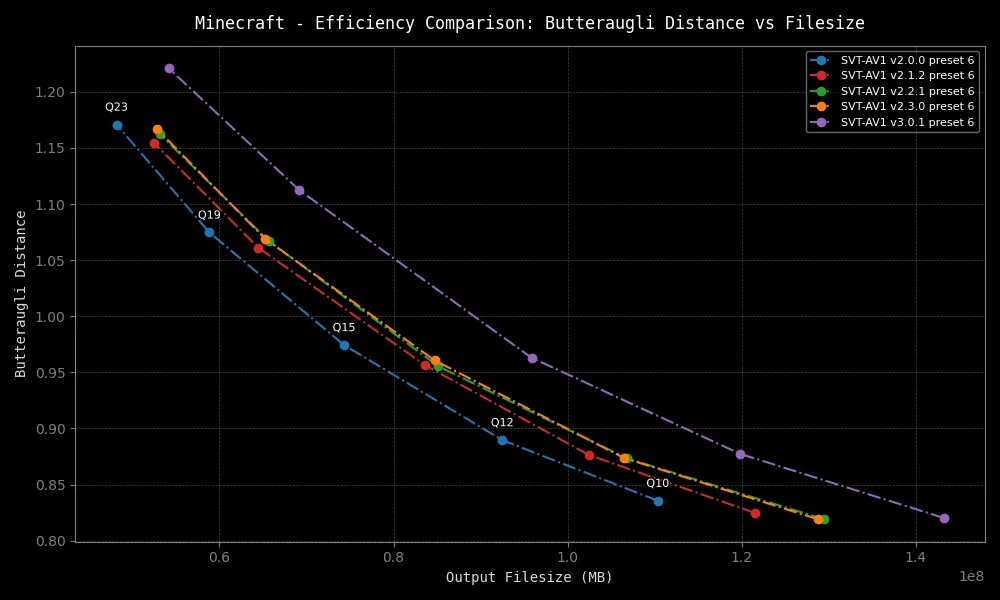 Minecraft - Efficiency Comparison: Butteraugli Distance vs Filesize
SVT-AV1 v2.0.0 preset 6
SVT-AV1 v2.1.2 preset 6
SVT-AV1 v2.2.1 preset 6
SVT-AV1 v2.3.0 preset 6
SVT-AV1 v3.0.1 preset 6
Butteraugli Distance
1.20
1.15
1.10
1.05
1.00
0.95
0.90
0.85
0.80
Q23
Q19
Q15
Q12
Q10
0.6
0.8
1.0
1.2
1.4
1e8
Output Filesize (MB)